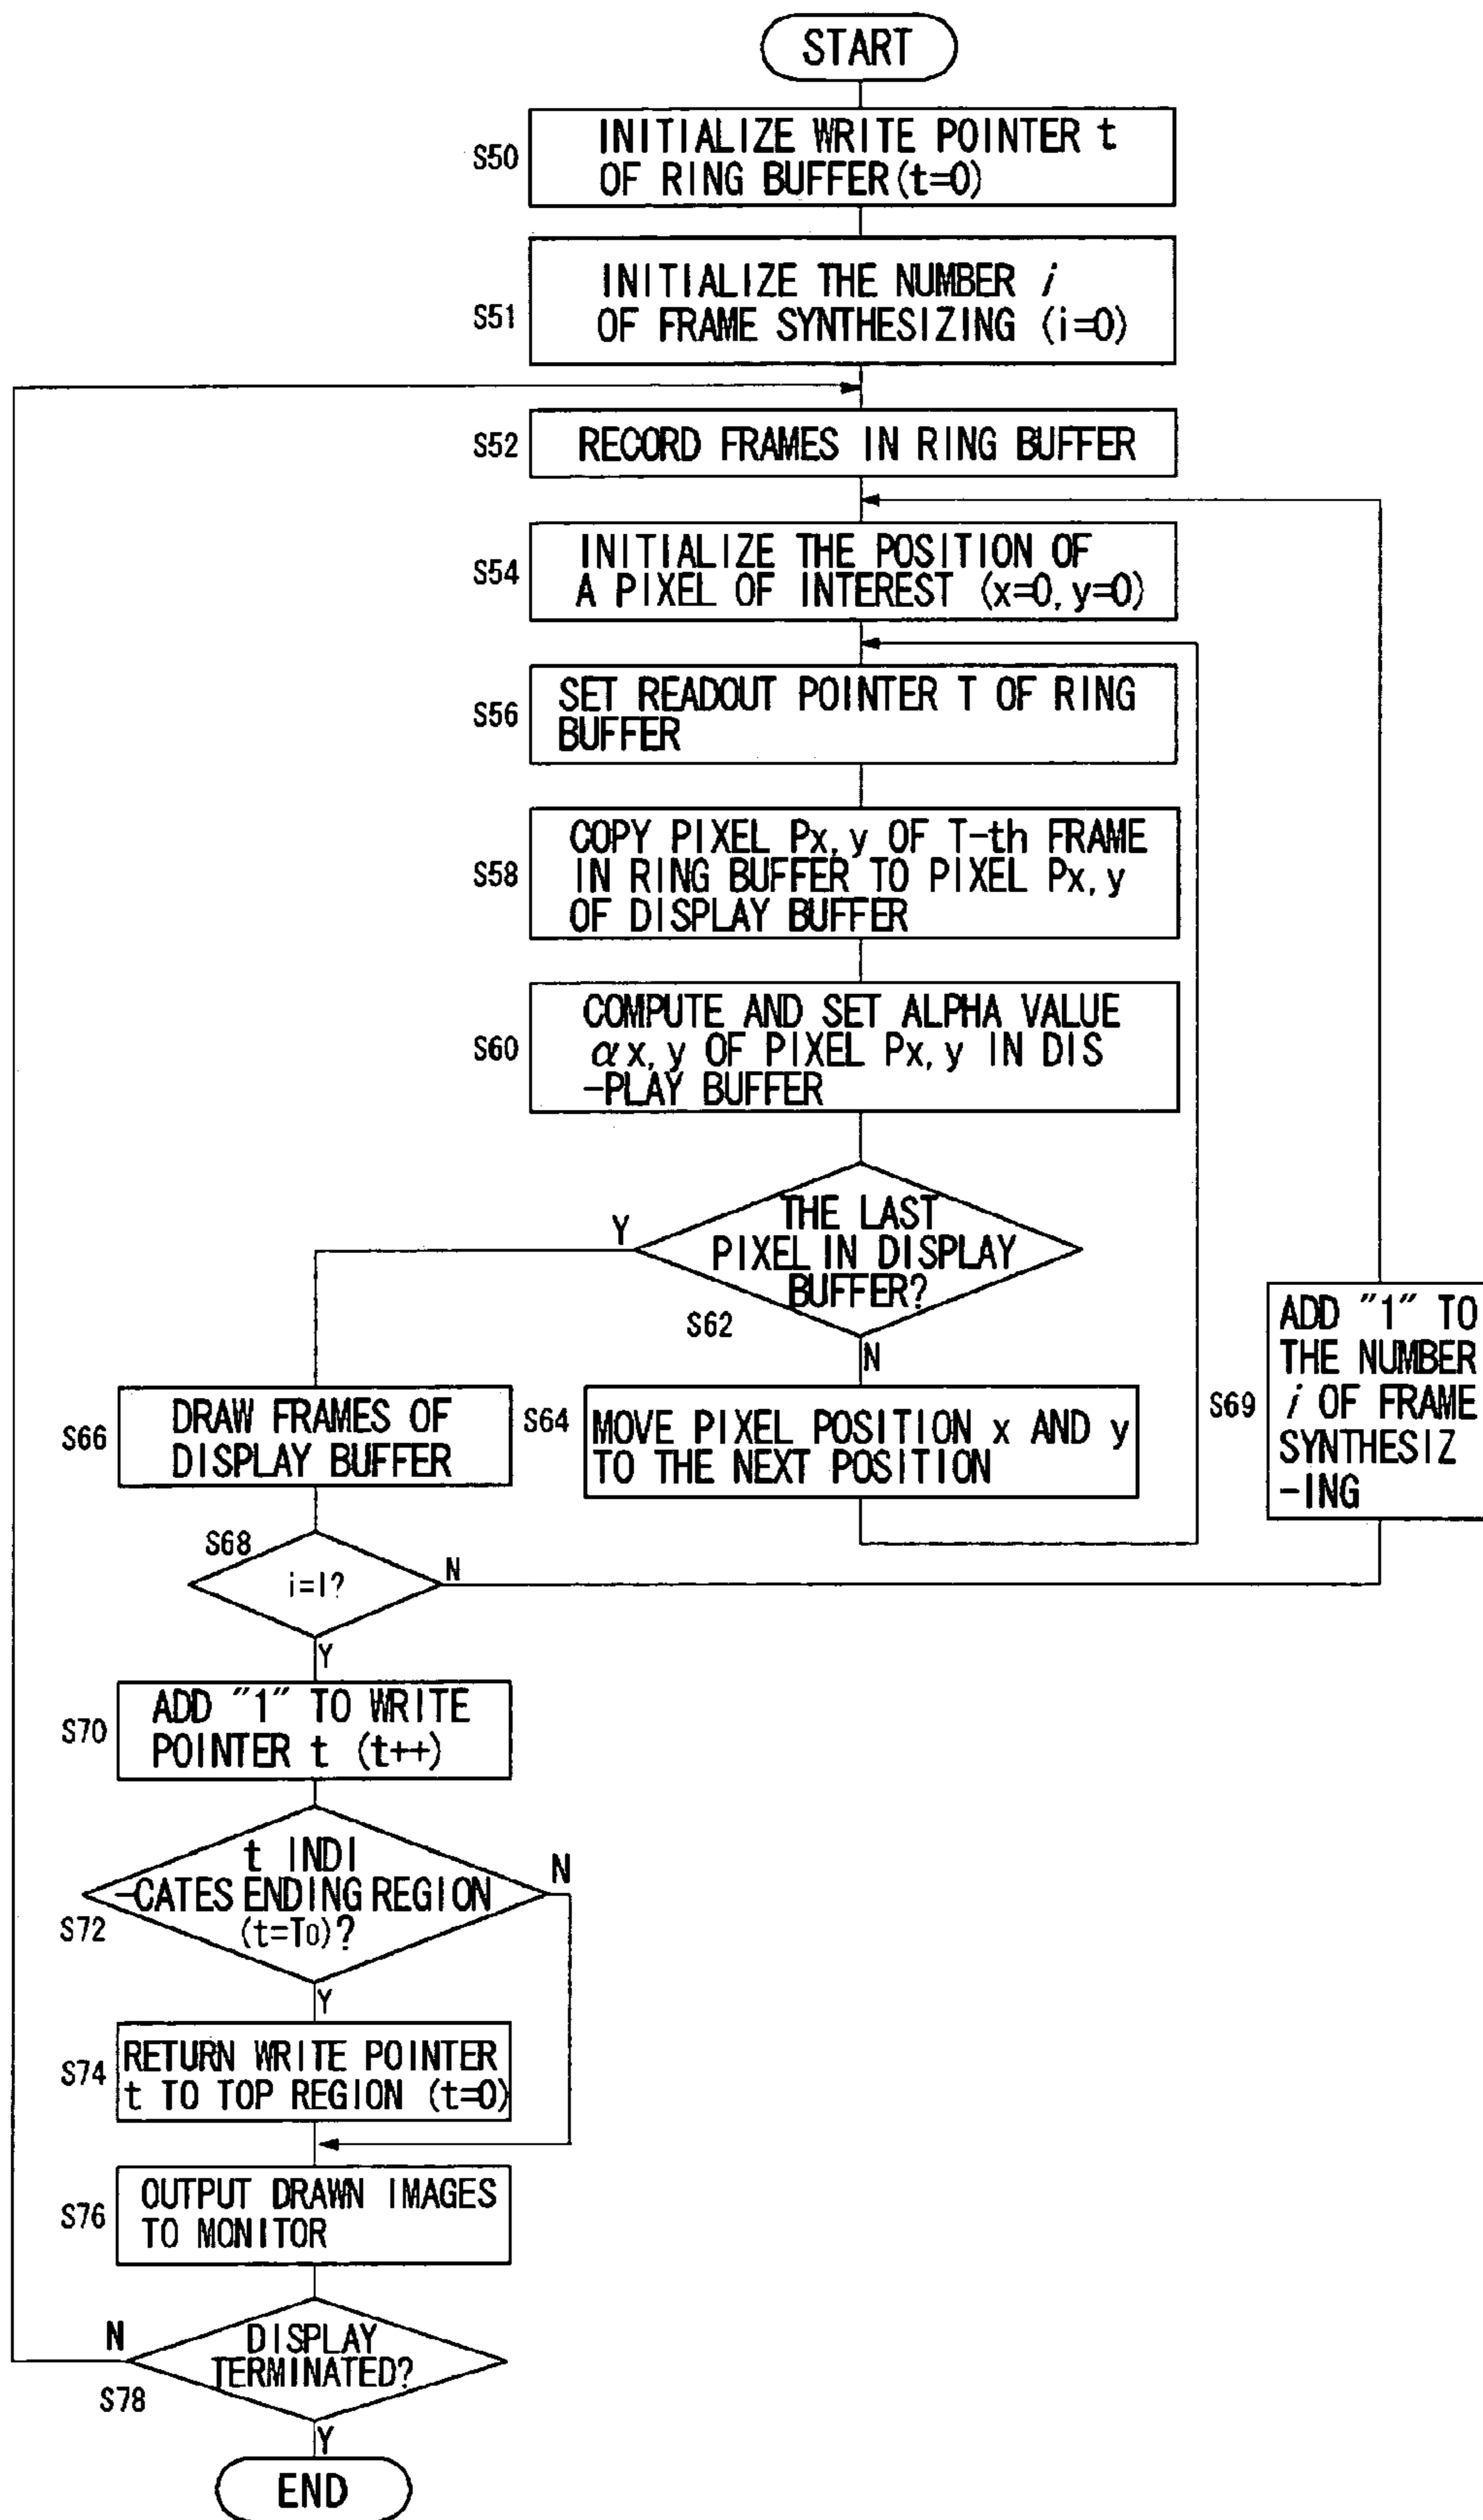 START
S50
INITIALIZE WRITE POINTER t
OF RING BUFFER(t=0)
S51
INITIALIZE THE NUMBER i
OF FRAME SYNTHESIZING (i=0)
S52
RECORD FRAMES IN RING BUFFER
S54
INITIALIZE THE POSITION OF
A PIXEL OF INTEREST (x=0, y=0)
S56
SET READOUT POINTER T OF RING
BUFFER
S58
COPY PIXEL Px, y OF T-th FRAME
IN RING BUFFER TO PIXEL Px, y
OF DISPLAY BUFFER
S60
COMPUTE AND SET ALPHA VALUE
αx, y OF PIXEL Px, y IN DIS
-PLAY BUFFER
THE LAST
PIXEL IN DISPLAY
BUFFER?
S62
Y
N
S64
MOVE PIXEL POSITION x AND y
TO THE NEXT POSITION
S66
DRAW FRAMES OF
DISPLAY BUFFER
S68
i=I?
N
Y
S69
ADD "1" TO
THE NUMBER
i OF FRAME
SYNTHESIZ
-ING
S70
ADD "1" TO WRITE
POINTER t (t++)
S72
t INDI
-CATES ENDING REGION
(t=T0)?
N
Y
S74
RETURN WRITE POINTER
t TO TOP REGION (t=0)
S76
OUTPUT DRAWN IMAGES
TO MONITOR
N
DISPLAY
TERMINATED?
S78
Y
END